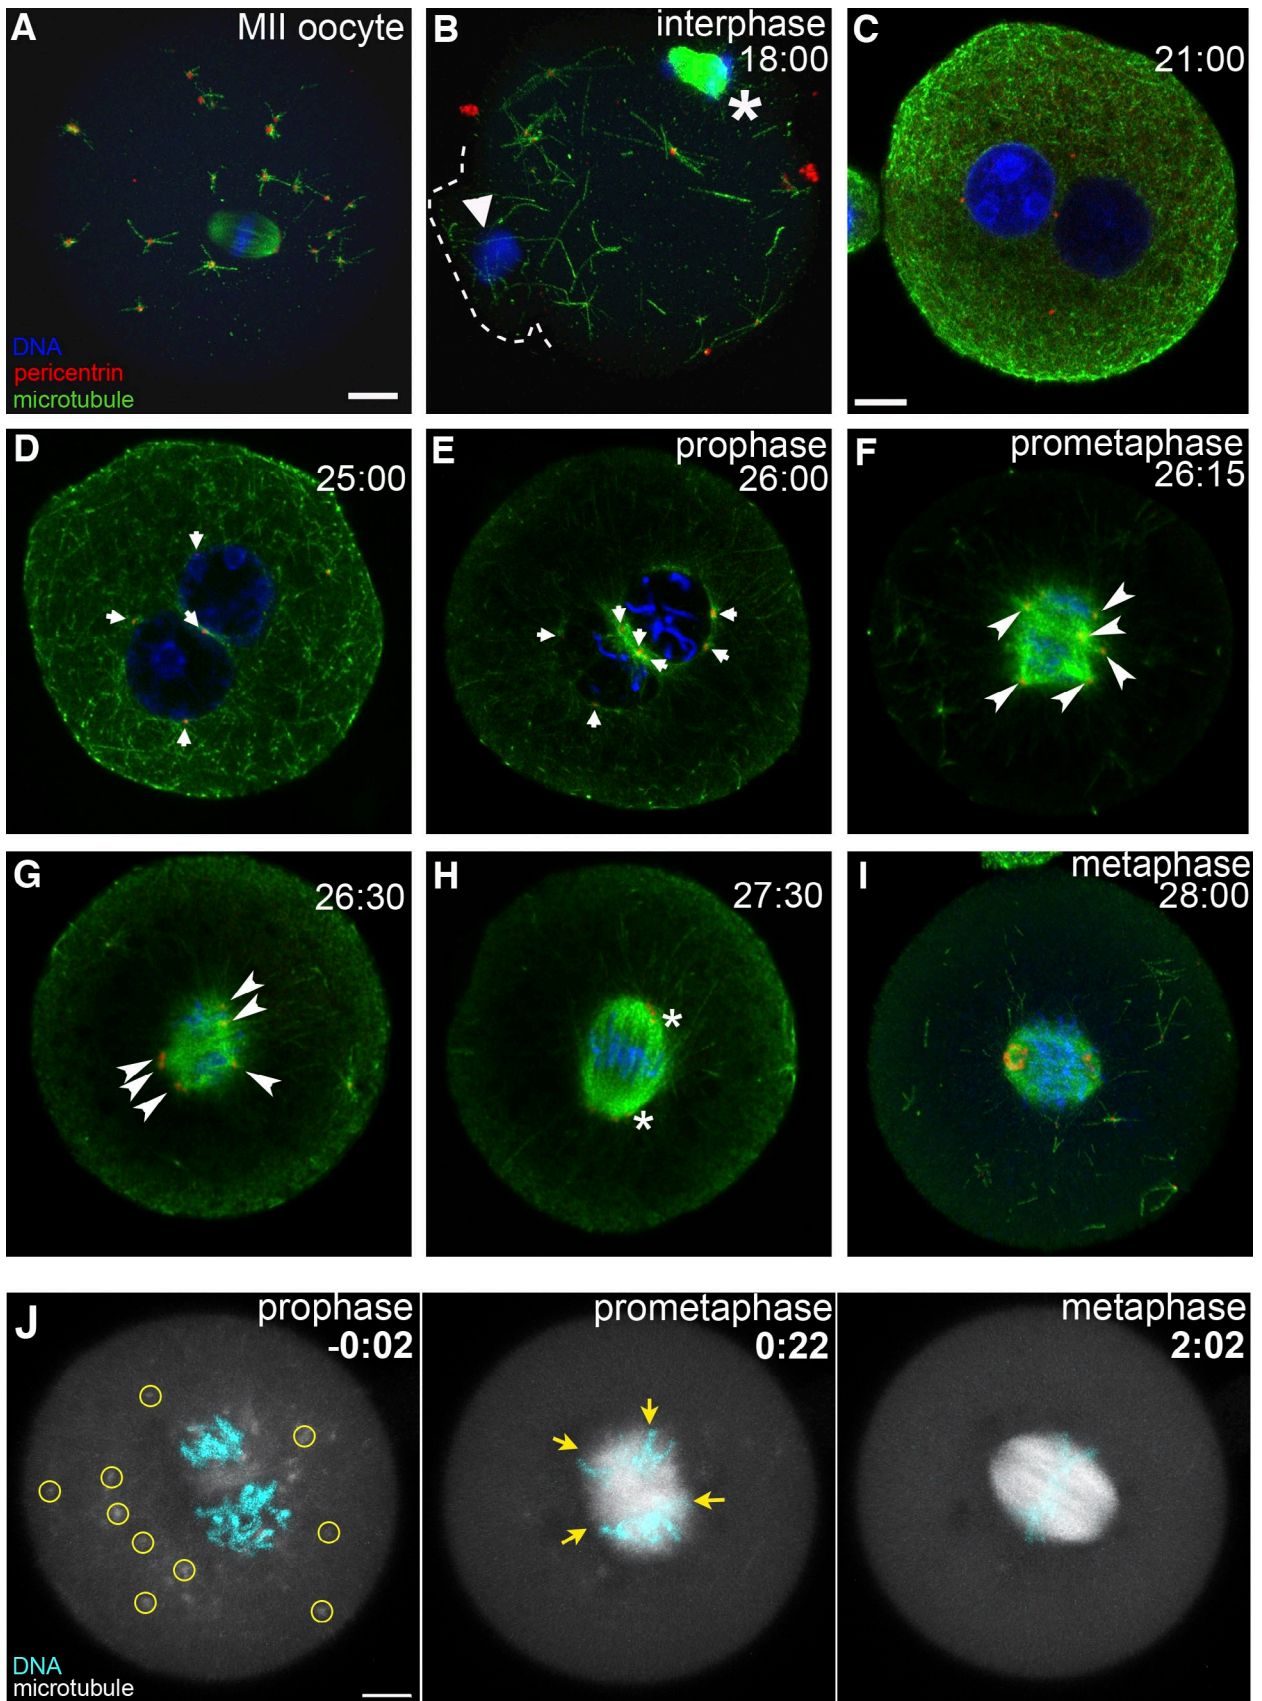 A
MII oocyte
DNA
pericentrin
microtubule
B
interphase
18:00
*
C
21:00
D
25:00
E
prophase
26:00
F
prometaphase
26:15
G
26:30
H
27:30
*
*
I
metaphase
28:00
J
prophase
-0:02
DNA
microtubule
prometaphase
0:22
metaphase
2:02